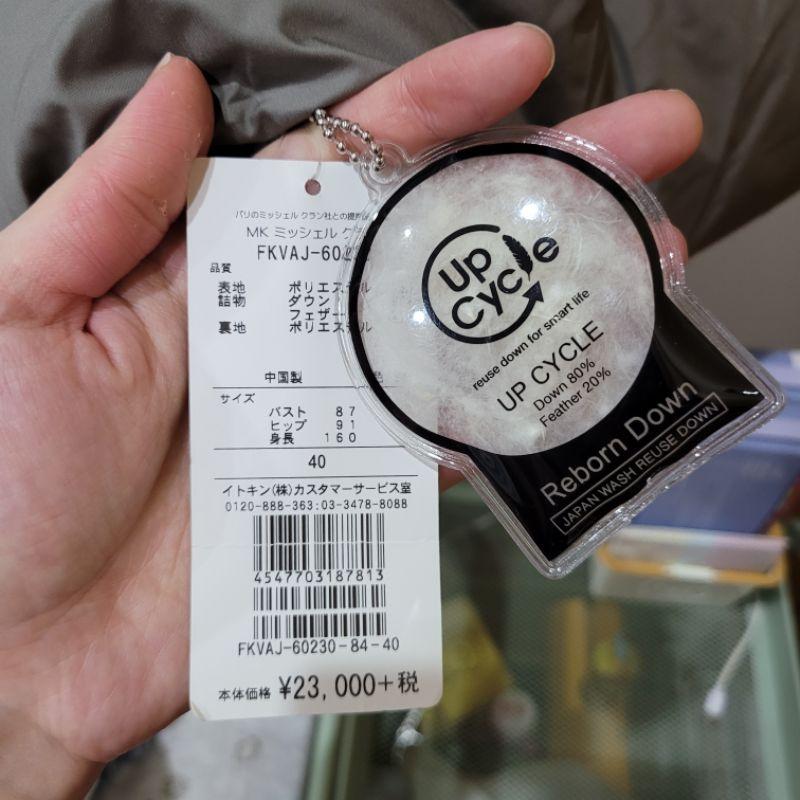 パリのミッシェル クラン社との提携
MK ミッシェル ク
FKVAJ-60230
品質
表地 ポリエステル
詰物 ダウン
フェザー
裏地 ポリエステル
中国製
サイズ
バスト 87
ヒップ 91
身長 160
40
イトキン(株)カスタマーサービス室
0120-888-363:03-3478-8088
4547703187813
FKVAJ-60230-84-40
本体価格 ¥23,000+税
Up
Cycle
reuse down for smart life
UP CYCLE
Down 80%
Feather 20%
Reborn Down
JAPAN WASH REUSE DOWN